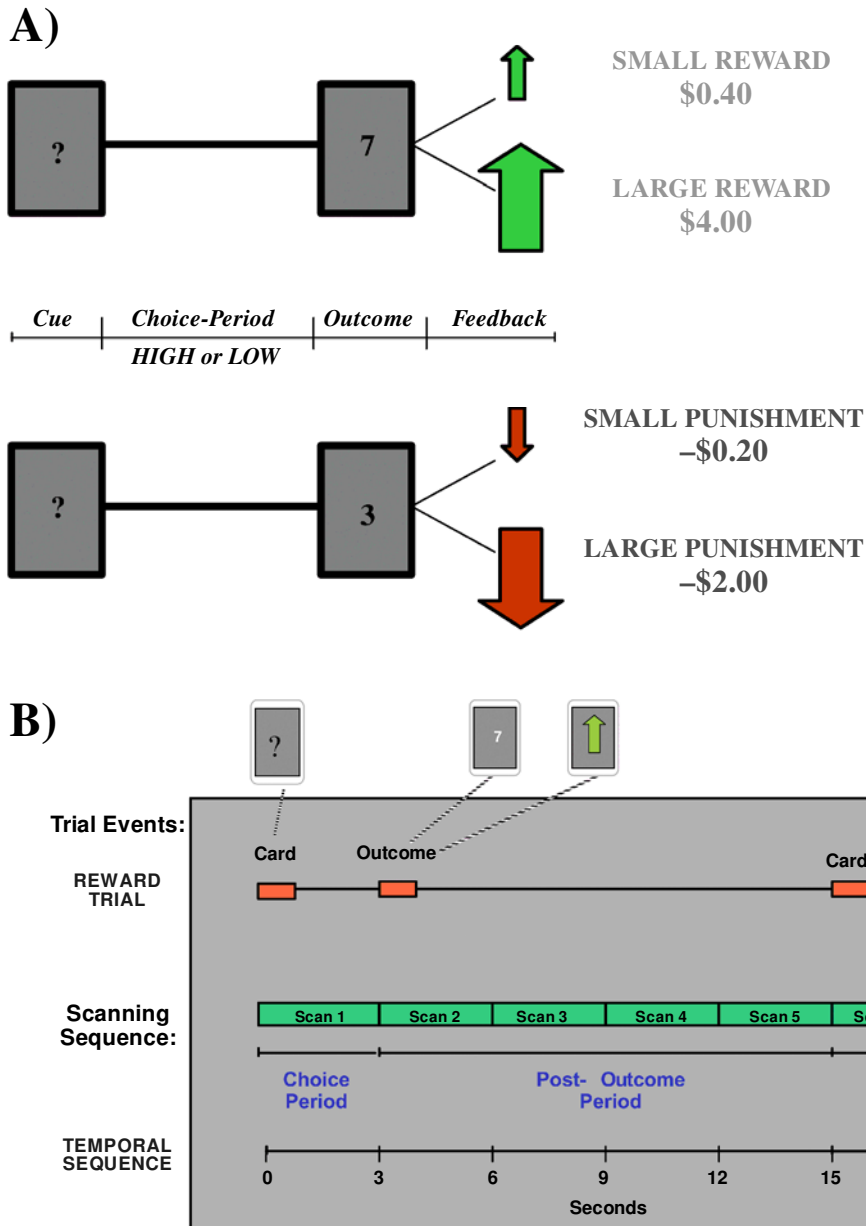 A)
SMALL REWARD
$0.40
?
7
LARGE REWARD
$4.00
Cue Choice-Period Outcome Feedback
HIGH or LOW
SMALL PUNISHMENT
–$0.20
?
3
LARGE PUNISHMENT
–$2.00
B)
?
7
Trial Events:
Card Outcome Card
REWARD
TRIAL
Scanning
Sequence:
Scan 1 Scan 2 Scan 3 Scan 4 Scan 5
Choice
Period
Post- Outcome
Period
TEMPORAL
SEQUENCE
0 3 6 9 12 15
Seconds